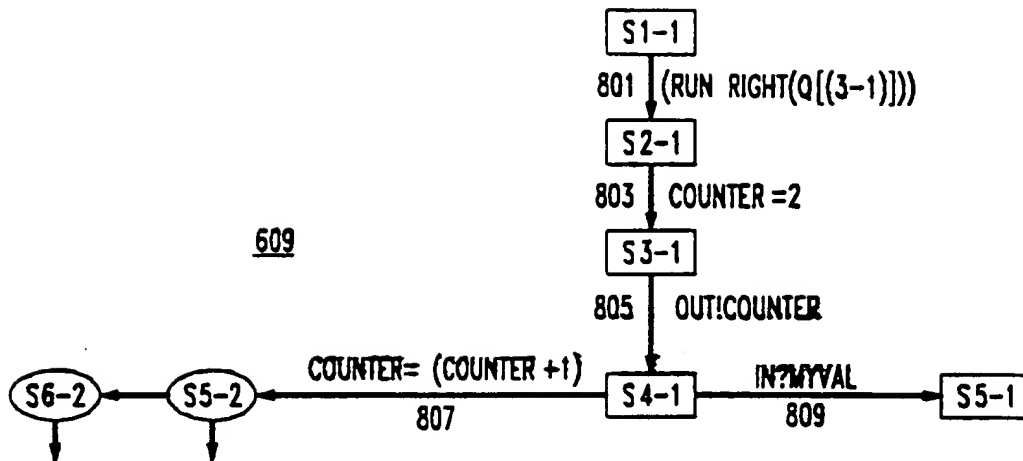 S1-1
801 (RUN RIGHT(Q[(3-1)]))
S2-1
803 COUNTER =2
609
S3-1
805 OUT!COUNTER
COUNTER= (COUNTER +1)
IN?MYVAL
S6-2
S5-2
S4-1
S5-1
807
809